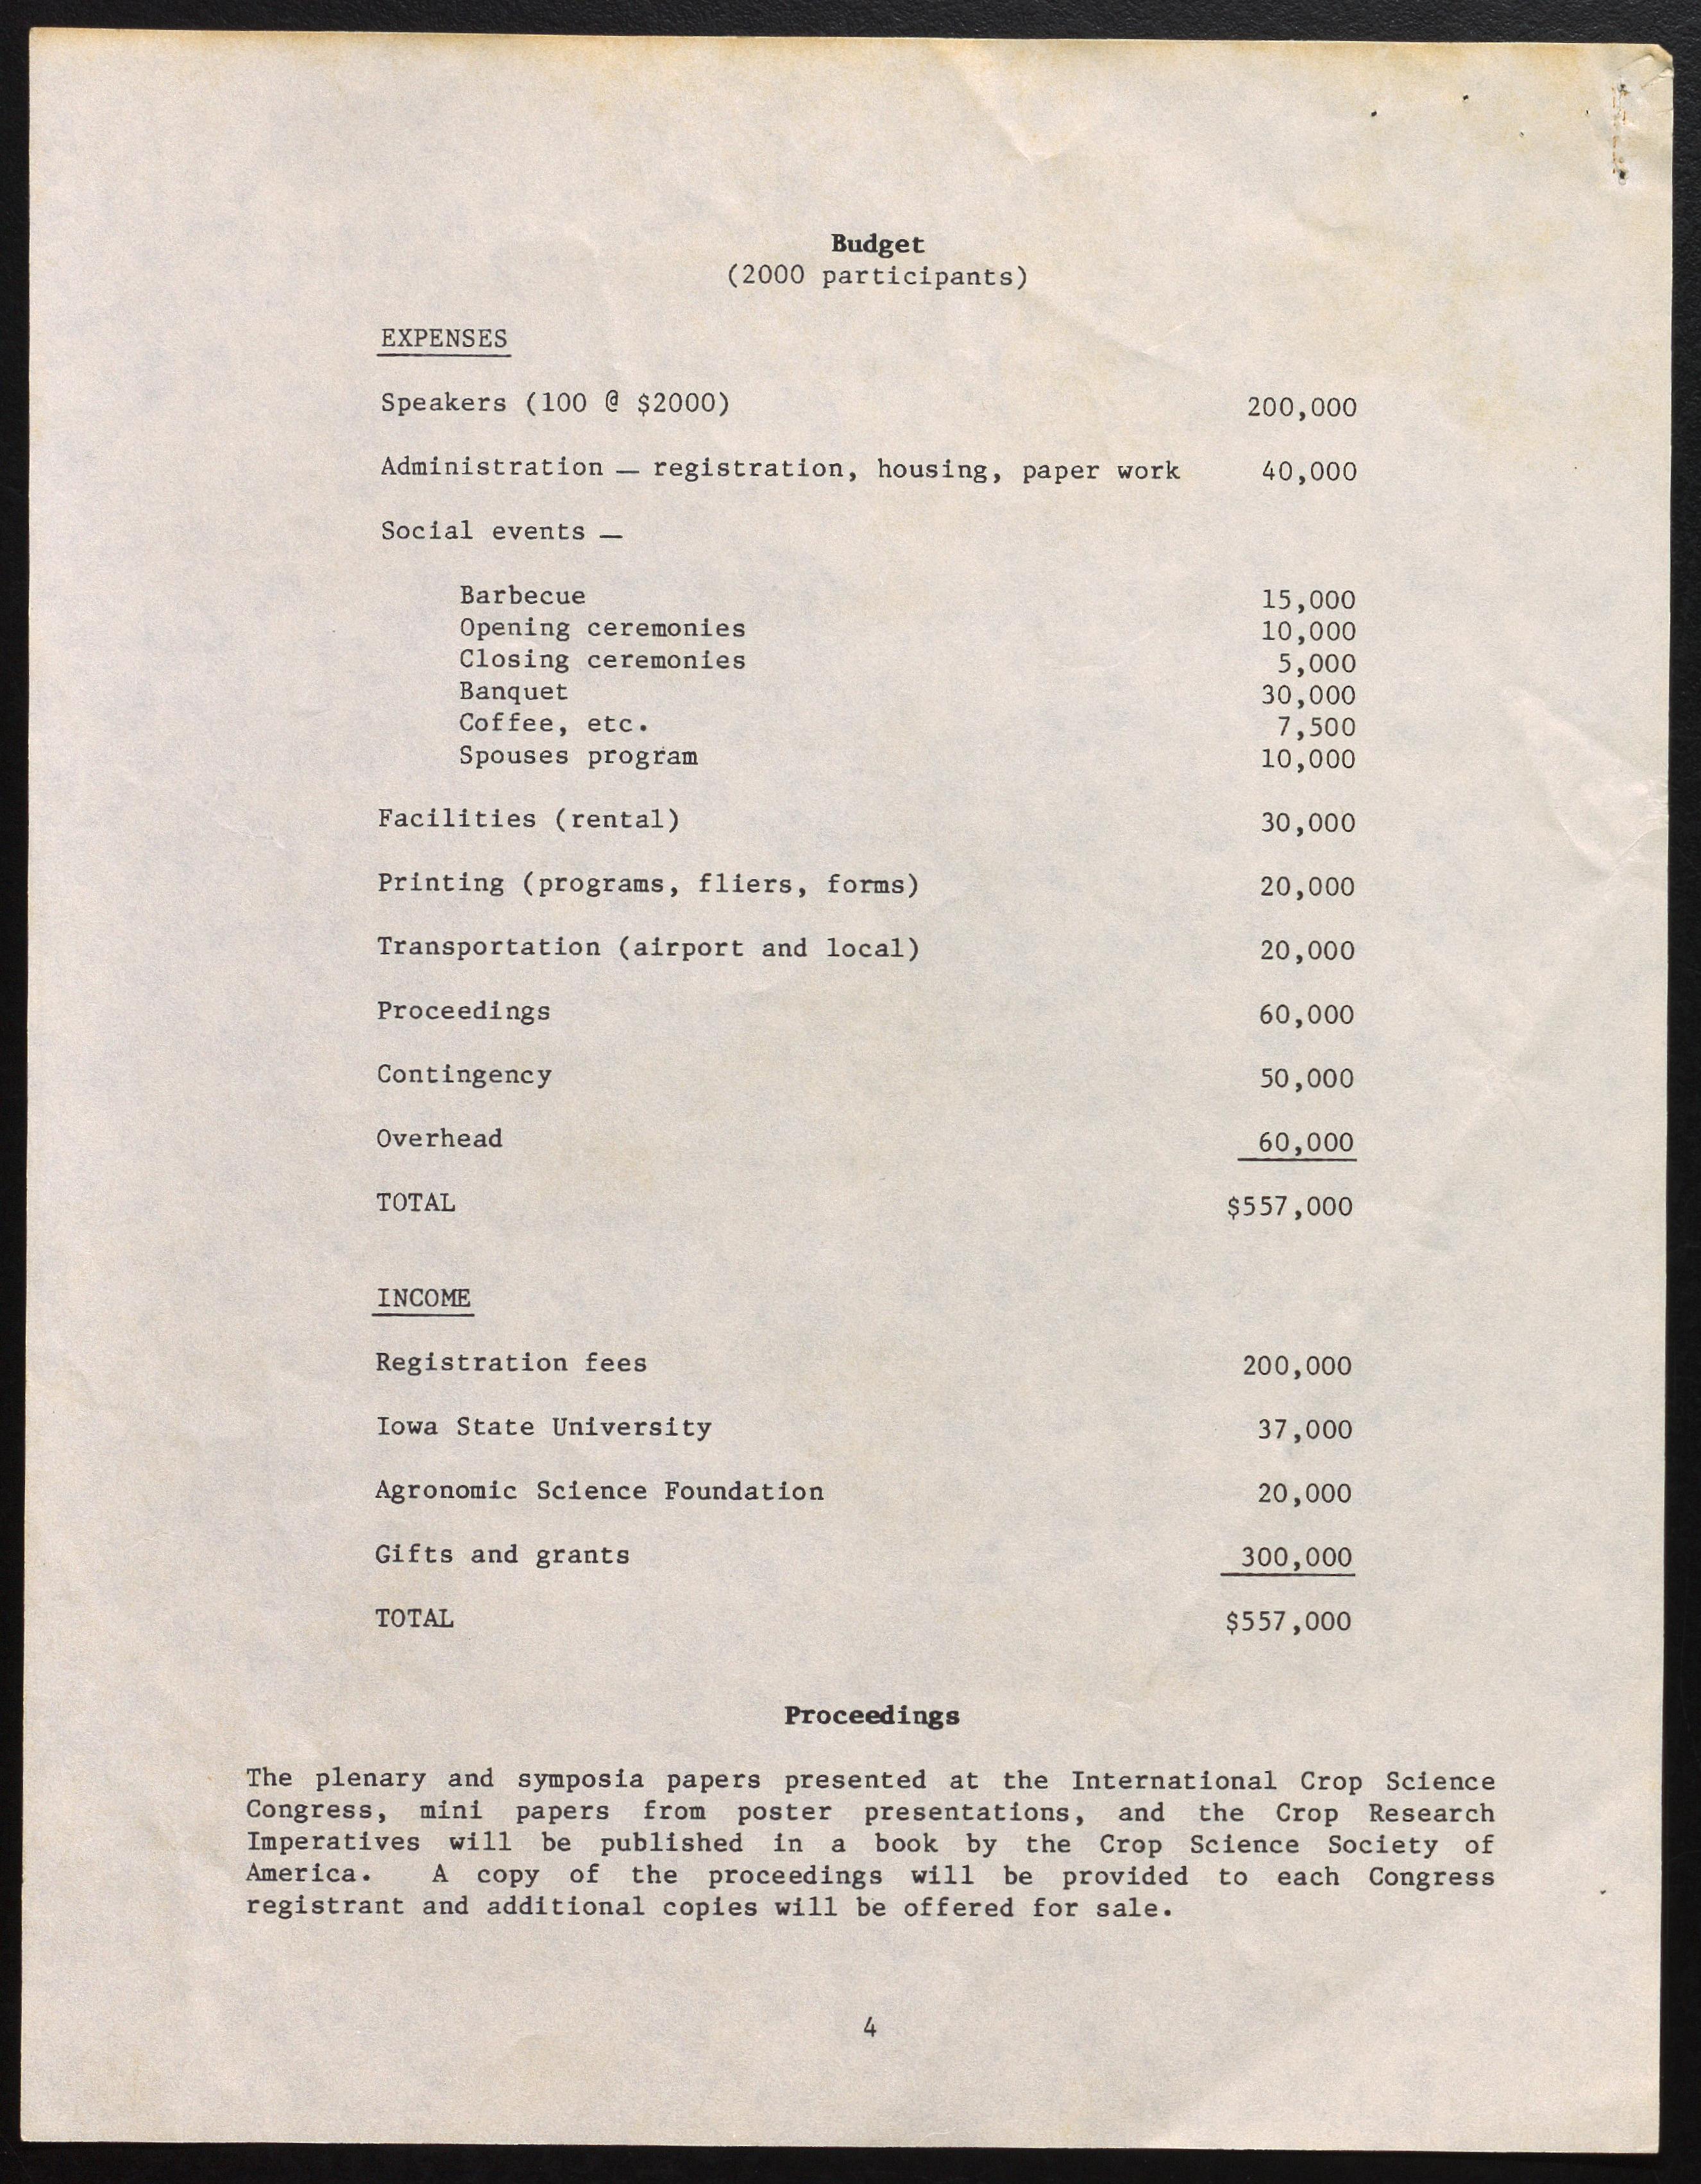 Budget
(2000 participants)
EXPENSES
Speakers (100 @ $2000) 200,000
Administration — registration, housing, paper work 40,000
Social events —
Barbecue 15,000
Opening ceremonies 10,000
Closing ceremonies 5,000
Banquet 30,000
Coffee, etc. 7,500
Spouses program 10,000
Facilities (rental) 30,000
Printing (programs, fliers, forms) 20,000
Transportation (airport and local) 20,000
Proceedings 60,000
Contingency 50,000
Overhead 60,000
TOTAL $557,000
INCOME
Registration fees 200,000
Iowa State University 37,000
Agronomic Science Foundation 20,000
Gifts and grants 300,000
TOTAL $557,000
Proceedings
The plenary and symposia papers presented at the International Crop Science
Congress, mini papers from poster presentations, and the Crop Research
Imperatives will be published in a book by the Crop Science Society of
America. A copy of the proceedings will be provided to each Congress
registrant and additional copies will be offered for sale.
4